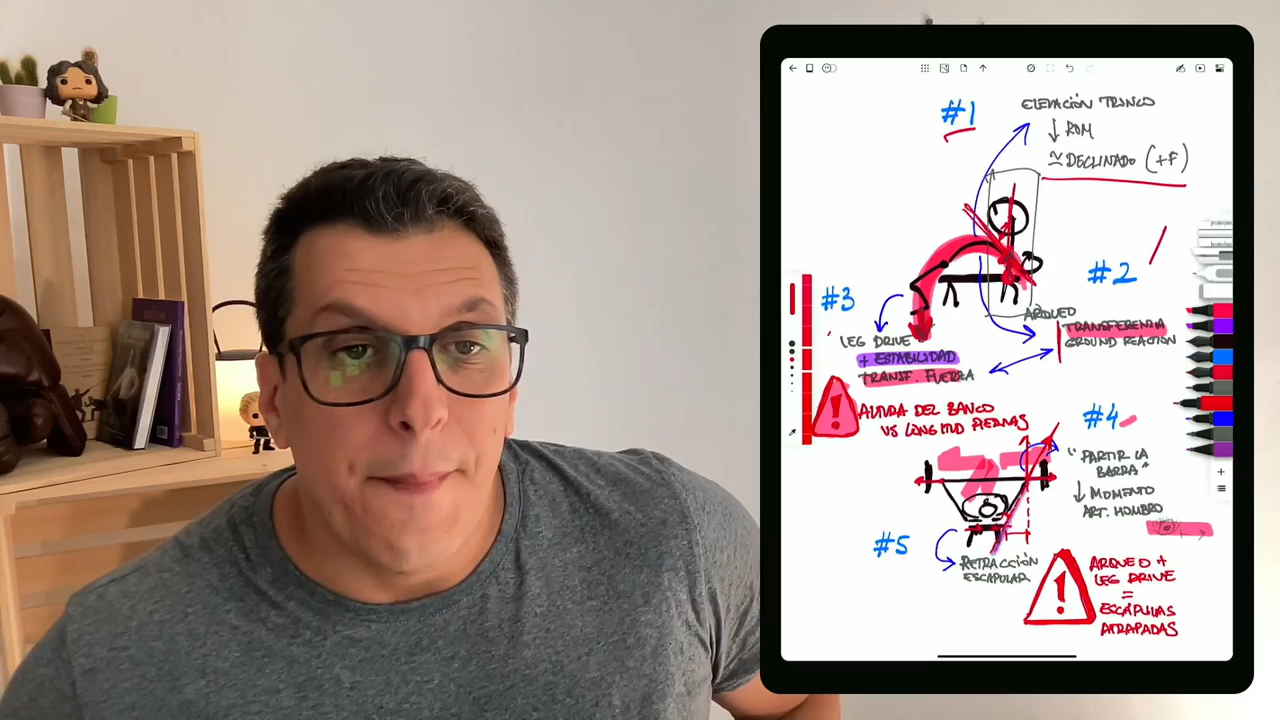 #1
ELEVACIÓN TRONCO
↓ ROM
≃ DECLINADO (+F)
#2
ARQUEO
TRANSFERENCIA
GROUND REACTION
#3
LEG DRIVE
+ ESTABILIDAD
TRANSF. FUERZA
!
ALTURA DEL BANCO
VS LONGITUD PIERNAS
#4
"PARTIR LA
BARRA"
↓ MOMENTO
ART. HOMBRO
#5
RETRACCIÓN
ESCAPULAR
!
ARQUEO +
LEG DRIVE
=
ESCÁPULAS
ATRAPADAS